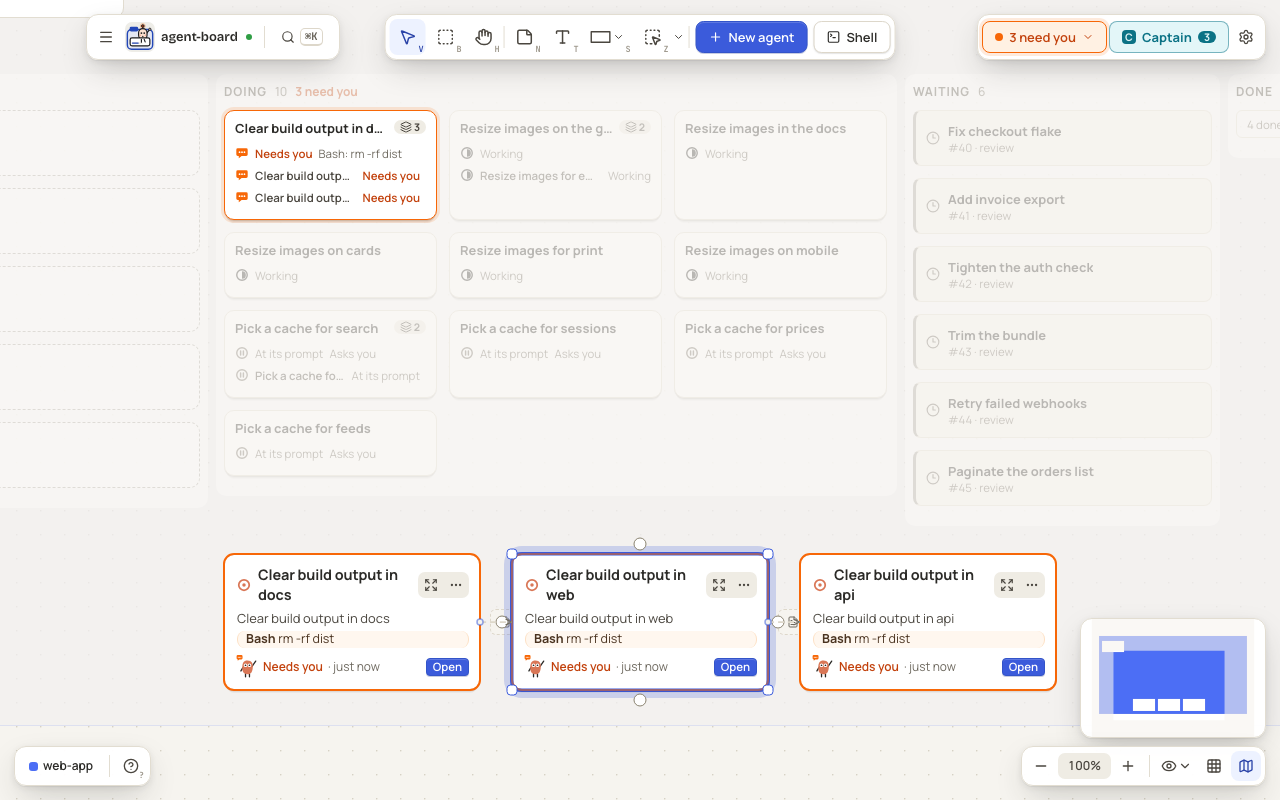 agent-board
⌘K
V
B
H
N
T
S
Z
New agent
Shell
3 need you
C Captain 3
DOING 10 3 need you
Clear build output in d… 3
Needs you Bash: rm -rf dist
Clear build outp… Needs you
Clear build outp… Needs you
Resize images on the g… 2
Working
Resize images for e… Working
Resize images in the docs
Working
Resize images on cards
Working
Resize images for print
Working
Resize images on mobile
Working
Pick a cache for search 2
At its prompt Asks you
Pick a cache fo… At its prompt
Pick a cache for sessions
At its prompt Asks you
Pick a cache for prices
At its prompt Asks you
Pick a cache for feeds
At its prompt Asks you
WAITING 6
Fix checkout flake
#40 · review
Add invoice export
#41 · review
Tighten the auth check
#42 · review
Trim the bundle
#43 · review
Retry failed webhooks
#44 · review
Paginate the orders list
#45 · review
DONE
4 done
Clear build output in
docs
Clear build output in docs
Bash rm -rf dist
Needs you · just now
Open
Clear build output in
web
Clear build output in web
Bash rm -rf dist
Needs you · just now
Open
Clear build output in
api
Clear build output in api
Bash rm -rf dist
Needs you · just now
Open
web-app
?
100%